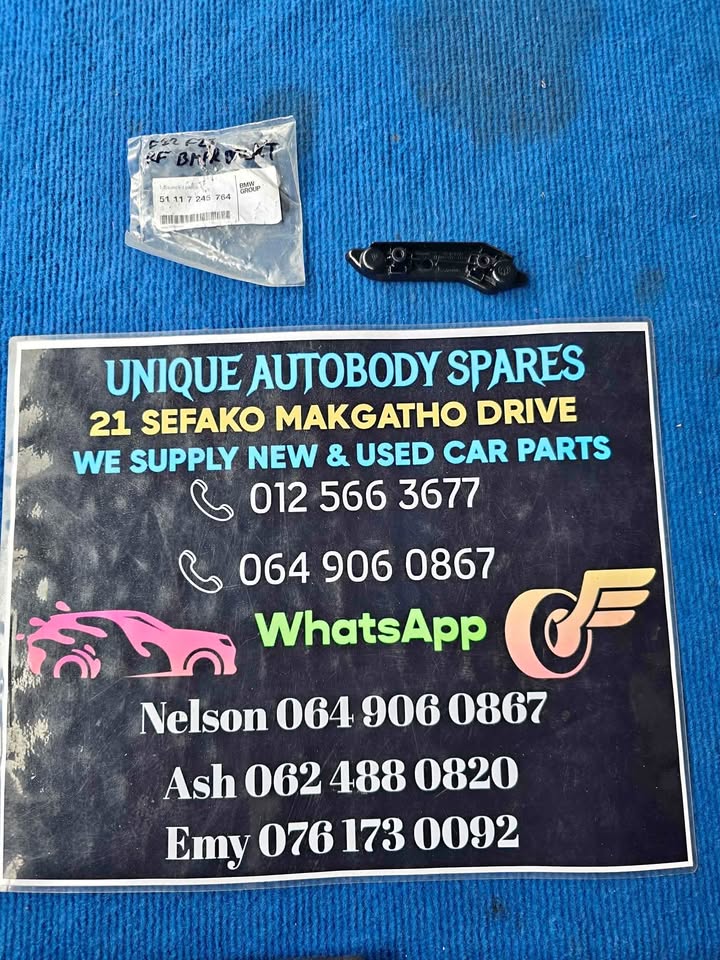 RF
51 11 7 245 764
BMW
GROUP
UNIQUE AUTOBODY SPARES
21 SEFAKO MAKGATHO DRIVE
WE SUPPLY NEW & USED CAR PARTS
012 566 3677
064 906 0867
WhatsApp
Nelson 064 906 0867
Ash 062 488 0820
Emy 076 173 0092